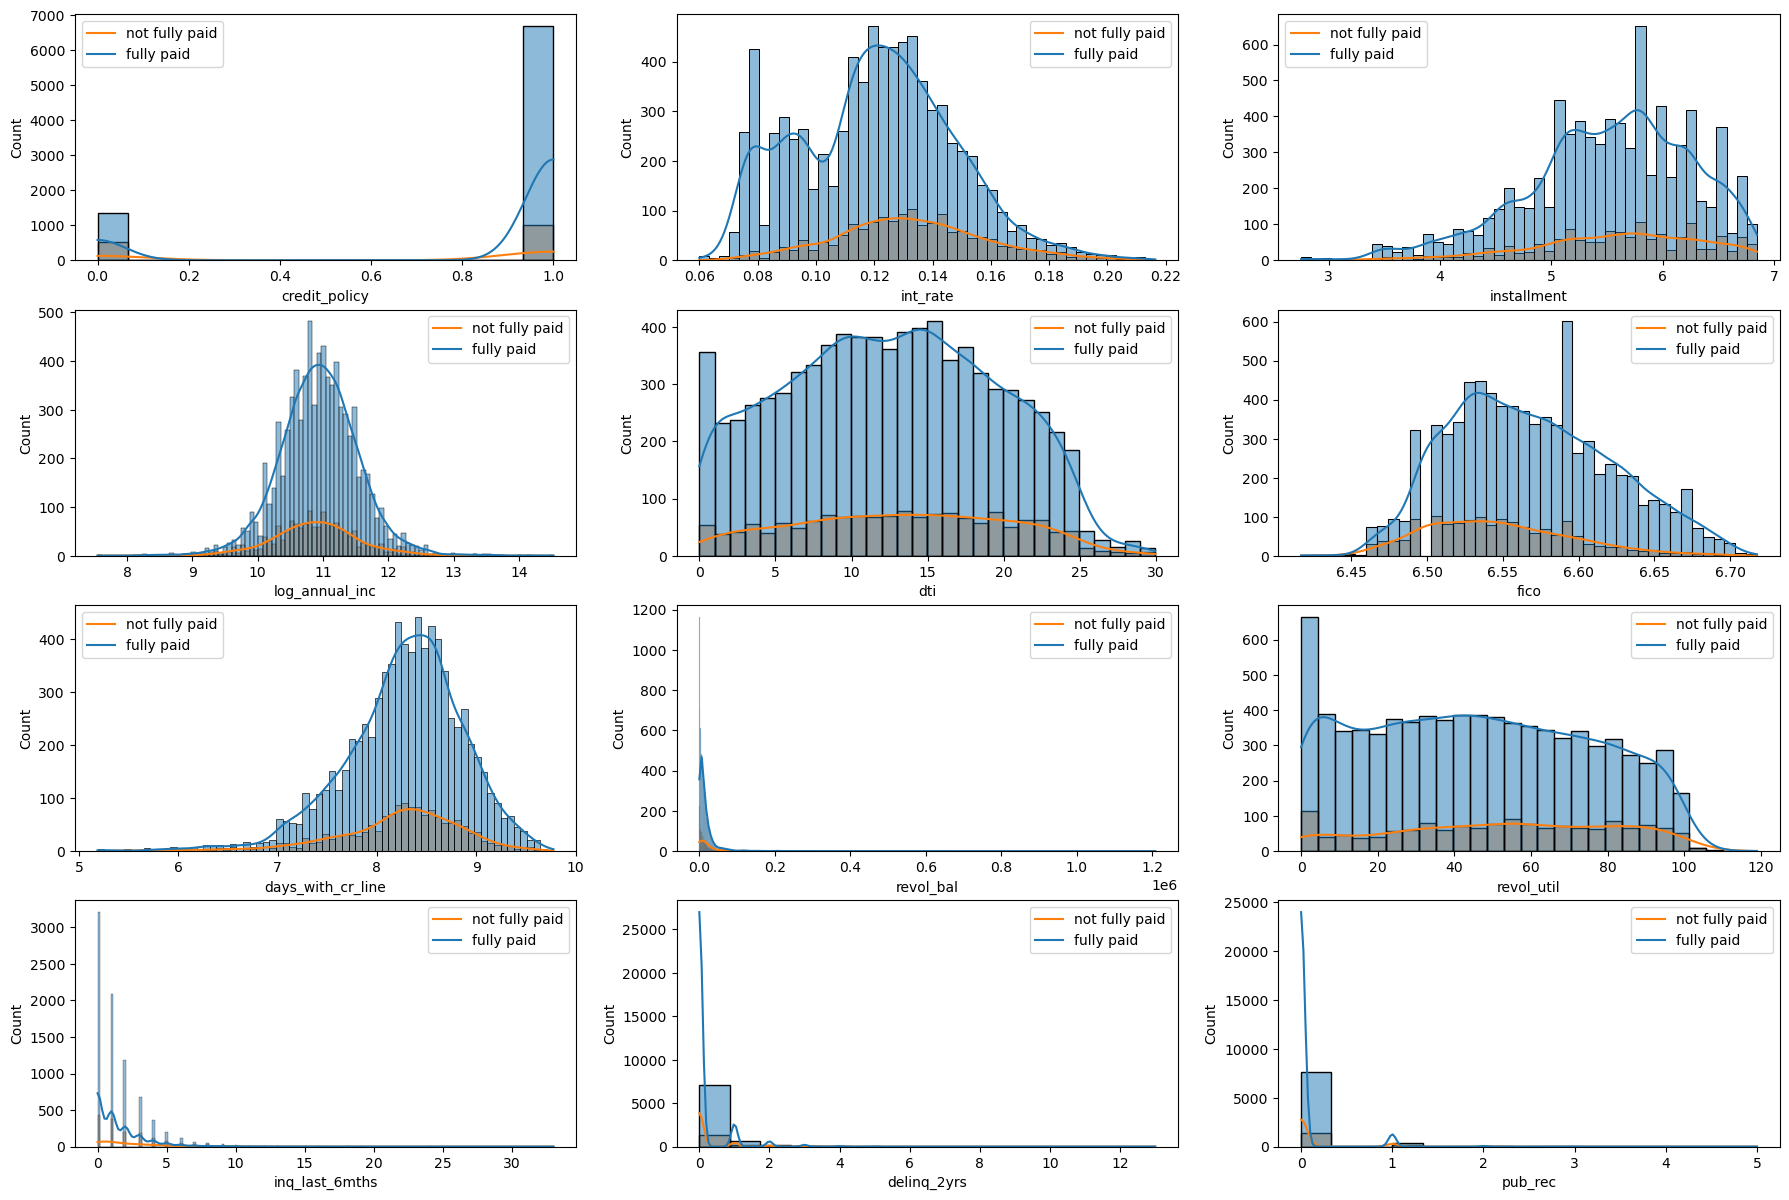 7000
6000
5000
4000
3000
2000
1000
0
Count
not fully paid
fully paid
0.0 0.2 0.4 0.6 0.8 1.0
credit_policy
400
300
200
100
0
Count
not fully paid
fully paid
0.06 0.08 0.10 0.12 0.14 0.16 0.18 0.20 0.22
int_rate
600
500
400
300
200
100
0
Count
not fully paid
fully paid
3 4 5 6 7
installment
500
400
300
200
100
0
Count
not fully paid
fully paid
8 9 10 11 12 13 14
log_annual_inc
400
300
200
100
0
Count
not fully paid
fully paid
0 5 10 15 20 25 30
dti
600
500
400
300
200
100
0
Count
not fully paid
fully paid
6.45 6.50 6.55 6.60 6.65 6.70
fico
400
300
200
100
0
Count
not fully paid
fully paid
5 6 7 8 9 10
days_with_cr_line
1200
1000
800
600
400
200
0
Count
not fully paid
fully paid
0.0 0.2 0.4 0.6 0.8 1.0 1.2
1e6
revol_bal
600
500
400
300
200
100
0
Count
not fully paid
fully paid
0 20 40 60 80 100 120
revol_util
3000
2500
2000
1500
1000
500
0
Count
not fully paid
fully paid
0 5 10 15 20 25 30
inq_last_6mths
25000
20000
15000
10000
5000
0
Count
not fully paid
fully paid
0 2 4 6 8 10 12
delinq_2yrs
25000
20000
15000
10000
5000
0
Count
not fully paid
fully paid
0 1 2 3 4 5
pub_rec